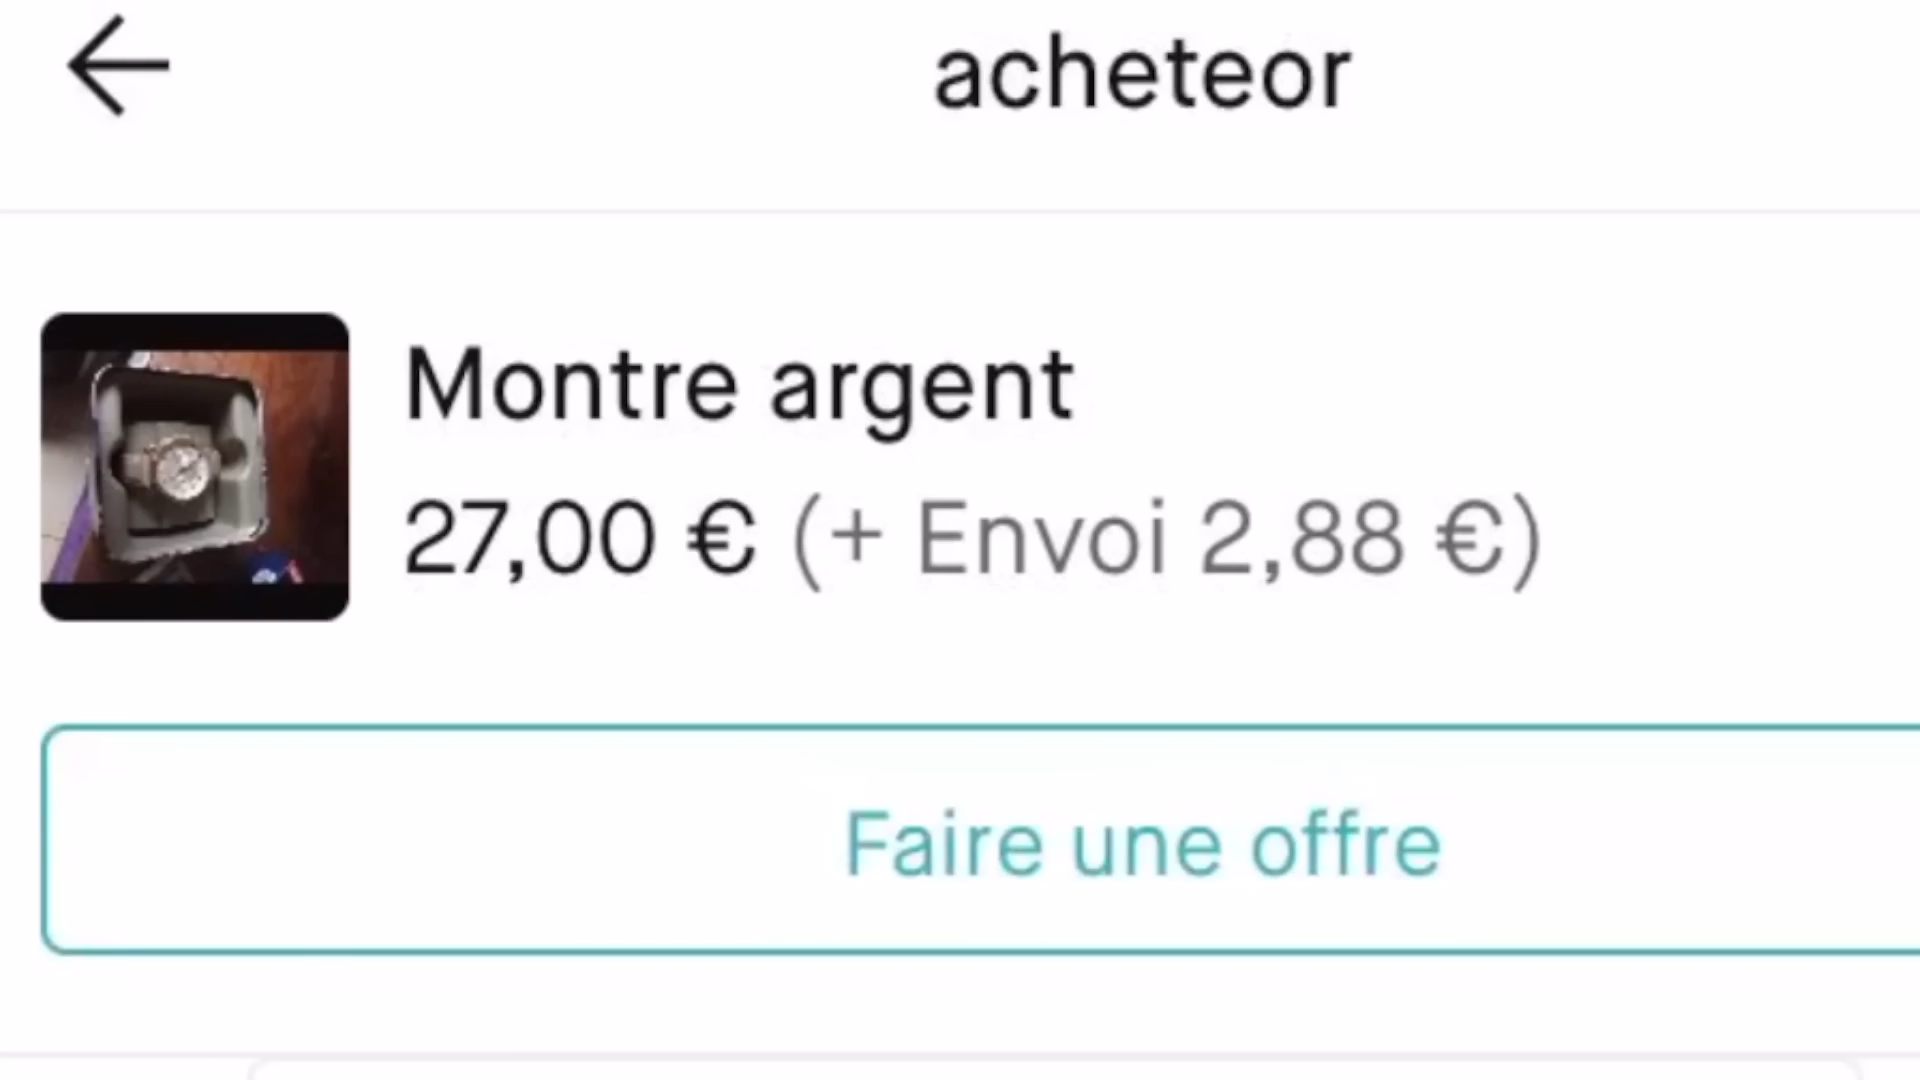 acheteor
Montre argent
27,00 € (+ Envoi 2,88 €)
Faire une offre